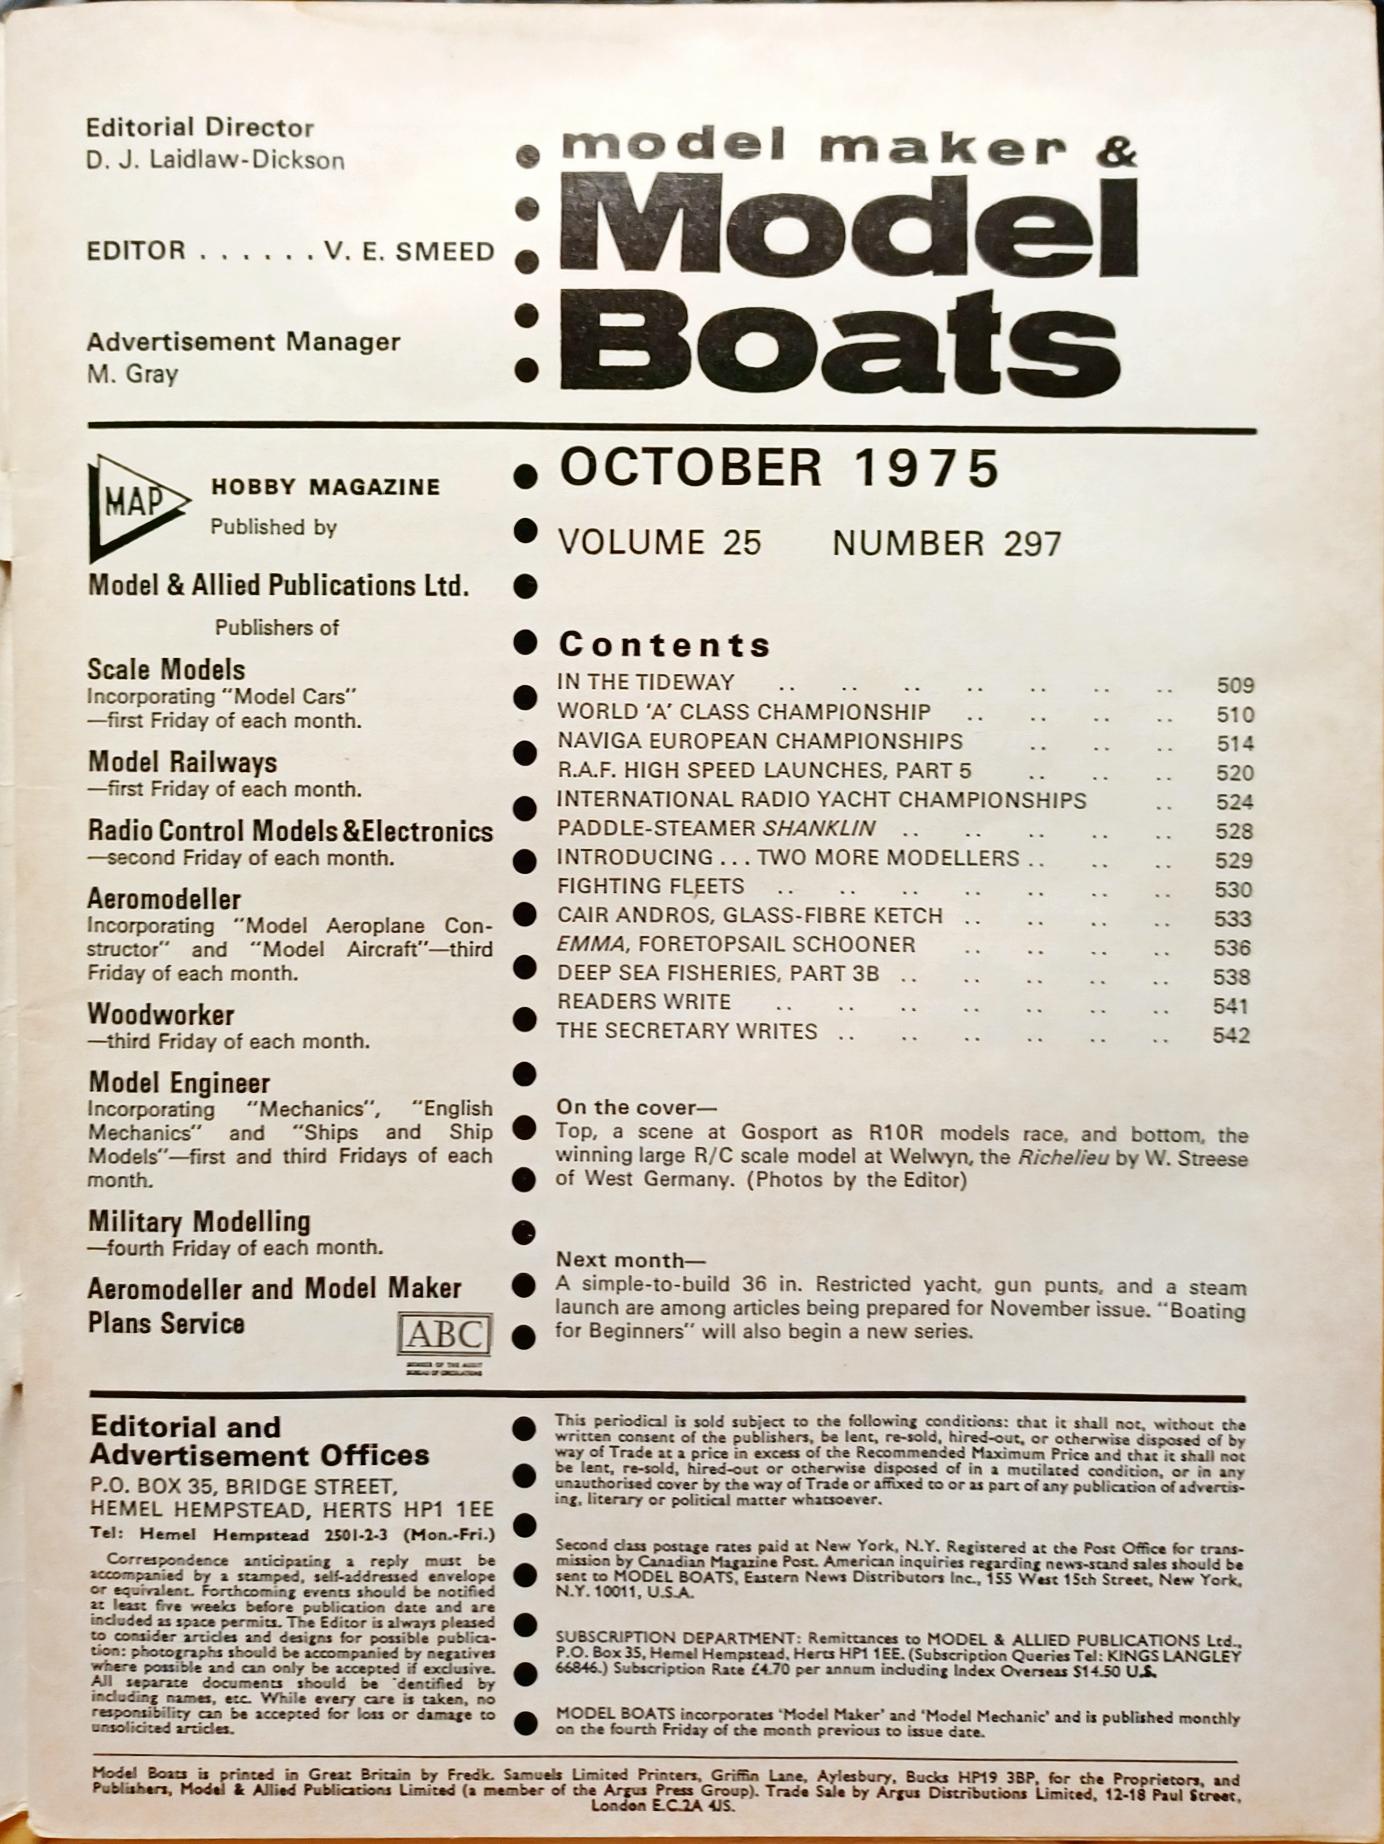 Editorial Director
D. J. Laidlaw-Dickson
EDITOR . . . . . . V. E. SMEED
Advertisement Manager
M. Gray
model maker &
Model
Boats
MAP
HOBBY MAGAZINE
Published by
Model & Allied Publications Ltd.
Publishers of
Scale Models
Incorporating "Model Cars"
—first Friday of each month.
Model Railways
—first Friday of each month.
Radio Control Models & Electronics
—second Friday of each month.
Aeromodeller
Incorporating "Model Aeroplane Con-
structor" and "Model Aircraft"—third
Friday of each month.
Woodworker
—third Friday of each month.
Model Engineer
Incorporating "Mechanics", "English
Mechanics" and "Ships and Ship
Models"—first and third Fridays of each
month.
Military Modelling
—fourth Friday of each month.
Aeromodeller and Model Maker
Plans Service
ABC
MEMBER OF THE AUDIT
BUREAU OF CIRCULATIONS
OCTOBER 1975
VOLUME 25 NUMBER 297
Contents
IN THE TIDEWAY .. .. .. .. .. .. .. 509
WORLD 'A' CLASS CHAMPIONSHIP .. .. .. .. 510
NAVIGA EUROPEAN CHAMPIONSHIPS .. .. .. 514
R.A.F. HIGH SPEED LAUNCHES, PART 5 .. .. .. 520
INTERNATIONAL RADIO YACHT CHAMPIONSHIPS .. 524
PADDLE-STEAMER SHANKLIN .. .. .. .. .. 528
INTRODUCING . . . TWO MORE MODELLERS .. .. .. 529
FIGHTING FLEETS .. .. .. .. .. .. .. 530
CAIR ANDROS, GLASS-FIBRE KETCH .. .. .. .. 533
EMMA, FORETOPSAIL SCHOONER .. .. .. .. 536
DEEP SEA FISHERIES, PART 3B .. .. .. .. .. 538
READERS WRITE .. .. .. .. .. .. .. 541
THE SECRETARY WRITES .. .. .. .. .. .. 542
On the cover—
Top, a scene at Gosport as R10R models race, and bottom, the
winning large R/C scale model at Welwyn, the Richelieu by W. Streese
of West Germany. (Photos by the Editor)
Next month—
A simple-to-build 36 in. Restricted yacht, gun punts, and a steam
launch are among articles being prepared for November issue. "Boating
for Beginners" will also begin a new series.
Editorial and
Advertisement Offices
P.O. BOX 35, BRIDGE STREET,
HEMEL HEMPSTEAD, HERTS HP1 1EE
Tel: Hemel Hempstead 2501-2-3 (Mon.-Fri.)
Correspondence anticipating a reply must be
accompanied by a stamped, self-addressed envelope
or equivalent. Forthcoming events should be notified
at least five weeks before publication date and are
included as space permits. The Editor is always pleased
to consider articles and designs for possible publica-
tion: photographs should be accompanied by negatives
where possible and can only be accepted if exclusive.
All separate documents should be 'dentified by
including names, etc. While every care is taken, no
responsibility can be accepted for loss or damage to
unsolicited articles.
This periodical is sold subject to the following conditions: that it shall not, without the
written consent of the publishers, be lent, re-sold, hired-out, or otherwise disposed of by
way of Trade at a price in excess of the Recommended Maximum Price and that it shall not
be lent, re-sold, hired-out or otherwise disposed of in a mutilated condition, or in any
unauthorised cover by the way of Trade or affixed to or as part of any publication of advertis-
ing, literary or political matter whatsoever.
Second class postage rates paid at New York, N.Y. Registered at the Post Office for trans-
mission by Canadian Magazine Post. American inquiries regarding news-stand sales should be
sent to MODEL BOATS, Eastern News Distributors Inc., 155 West 15th Street, New York,
N.Y. 10011, U.S.A.
SUBSCRIPTION DEPARTMENT: Remittances to MODEL & ALLIED PUBLICATIONS Ltd.,
P.O. Box 35, Hemel Hempstead, Herts HP1 1EE. (Subscription Queries Tel: KINGS LANGLEY
66846.) Subscription Rate £4.70 per annum including Index Overseas $14.50 U.S.
MODEL BOATS incorporates 'Model Maker' and 'Model Mechanic' and is published monthly
on the fourth Friday of the month previous to issue date.
Model Boats is printed in Great Britain by Fredk. Samuels Limited Printers, Griffin Lane, Aylesbury, Bucks HP19 3BP, for the Proprietors, and
Publishers, Model & Allied Publications Limited (a member of the Argus Press Group). Trade Sale by Argus Distributions Limited, 12-18 Paul Street,
London E.C.2A 4JS.